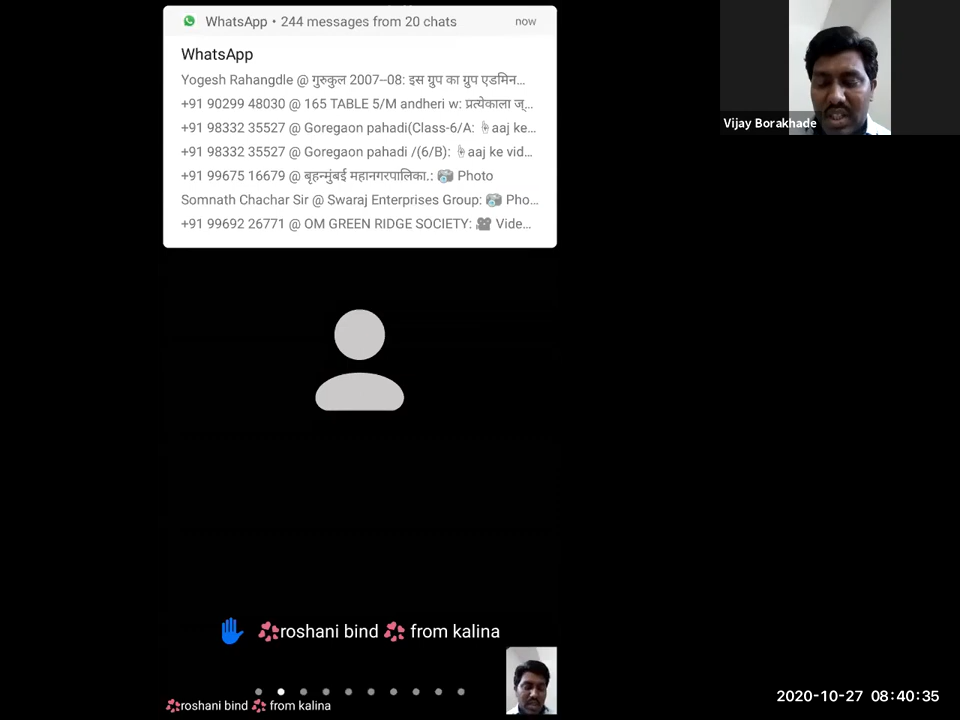 WhatsApp • 244 messages from 20 chats now
WhatsApp
Yogesh Rahangdle @ गुरुकुल 2007–08: इस ग्रुप का ग्रुप एडमिन...
+91 90299 48030 @ 165 TABLE 5/M andheri w: प्रत्येकाला ज्...
+91 98332 35527 @ Goregaon pahadi(Class-6/A: aaj ke...
+91 98332 35527 @ Goregaon pahadi /(6/B): aaj ke vid...
+91 99675 16679 @ बृहन्मुंबई महानगरपालिका.: 📷 Photo
Somnath Chachar Sir @ Swaraj Enterprises Group: 📷 Pho...
+91 99692 26771 @ OM GREEN RIDGE SOCIETY: 🎥 Vide...
Vijay Borakhade
💞roshani bind 💞 from kalina
💞roshani bind 💞 from kalina
2020-10-27 08:40:35